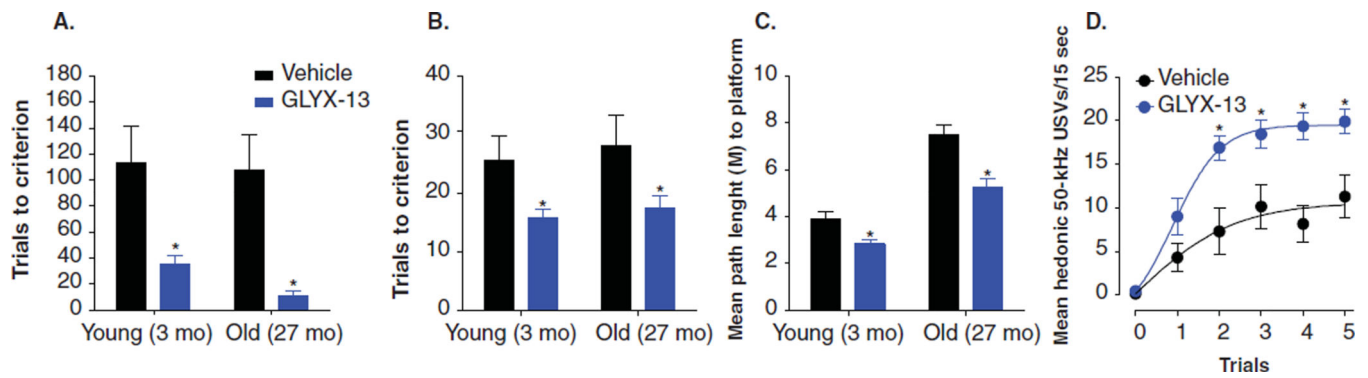 A.
Trials to criterion
180
160
140
120
100
80
60
40
20
0
Vehicle
GLYX-13
*
*
Young (3 mo)
Old (27 mo)
B.
Trials to criterion
40
30
20
10
0
*
*
Young (3 mo)
Old (27 mo)
C.
Mean path lenght (M) to platform
10
8
6
4
2
0
*
*
Young (3 mo)
Old (27 mo)
D.
Mean hedonic 50-kHz USVs/15 sec
25
20
15
10
5
0
Vehicle
GLYX-13
* * * *
0 1 2 3 4 5
Trials